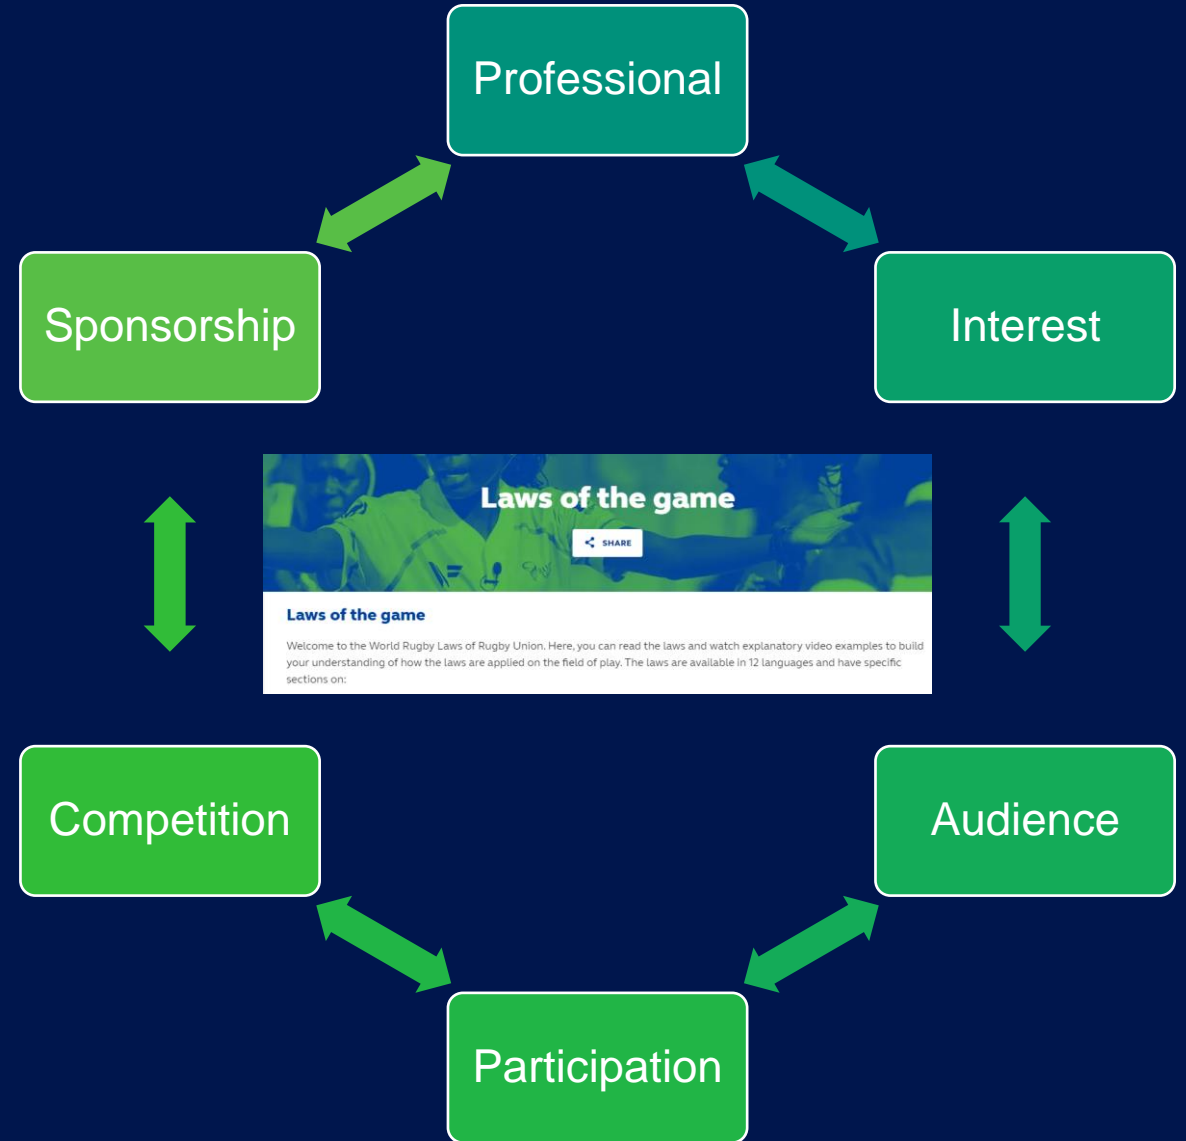 Professional
Sponsorship
Interest
Laws of the game
SHARE
Laws of the game
Welcome to the World Rugby Laws of Rugby Union. Here, you can read the laws and watch explanatory video examples to build
your understanding of how the laws are applied on the field of play. The laws are available in 12 languages and have specific
sections on:
Competition
Audience
Participation